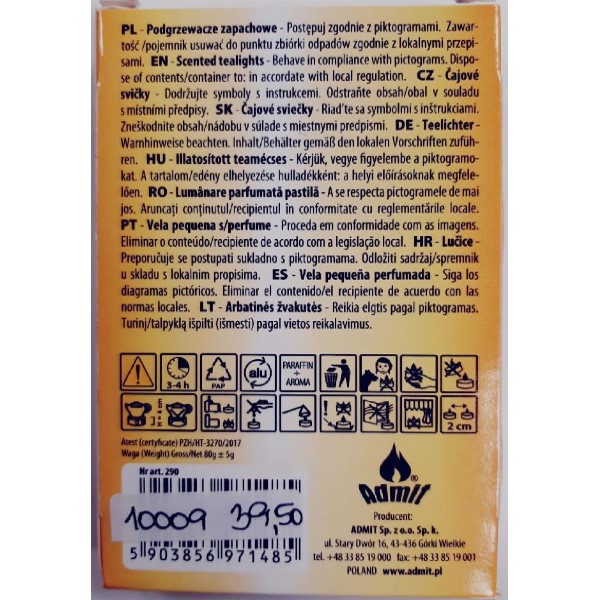 PL - Podgrzewacze zapachowe - Postępuj zgodnie z piktogramami. Zawar-
tość /pojemnik usuwać do punktu zbiórki odpadów zgodnie z lokalnymi przepi-
sami. EN - Scented tealights - Behave in compliance with pictograms. Dispo-
se of contents/container to: in accordate with local regulation. CZ - Čajové
svičky - Dodržujte symboly s instrukcemi. Odstraňte obsah/obal v souladu
s místními předpisy. SK - Čajové sviečky - Riaďte sa symbolmi s inštrukciami.
Zneškodnite obsah/nádobu v súlade s miestnymi predpismi. DE - Teelichter -
Warnhinweise beachten. Inhalt/Behälter gemäß den lokalen Vorschriften zufüh-
ren. HU - Illatosított teamécses - Kérjük, vegye figyelembe a piktogramo-
kat. A tartalom/edény elhelyezése hulladékként: a helyi előírásoknak megfele-
lően. RO - Lumânare parfumată pastilă - A se respecta pictogramele de mai
jos. Aruncați conținutul/recipientul în conformitate cu reglementările locale.
PT - Vela pequena s/perfume - Proceda em conformidade com as imagens.
Eliminar o conteúdo/recipiente de acordo com a legislação local. HR - Lučice -
Preporučuje se postupati sukladno s piktogramama. Odložiti sadržaj/spremnik
u skladu s lokalnim propisima. ES - Vela pequeña perfumada - Siga los
diagramas pictóricos. Eliminar el contenido/el recipiente de acuerdo con las
normas locales. LT - Arbatinės žvakutės - Reikia elgtis pagal piktogramas.
Turinį/talpyklą išpilti (išmesti) pagal vietos reikalavimus.
3-4 h
PAP
alu
PARAFFIN
+
AROMA
2 cm
Atest (certyficate) PZH/HT-3270/2017
Waga (Weight) Gross/Net 80g ± 5g
Nr art. 290
10009 39,50
5 903856 971485
Admit®
Producent:
ADMIT Sp. z o.o. Sp. k.
ul. Stary Dwór 16, 43-436 Górki Wielkie
tel. +48 33 85 19 000 fax: +48 33 85 19 001
POLAND www.admit.pl